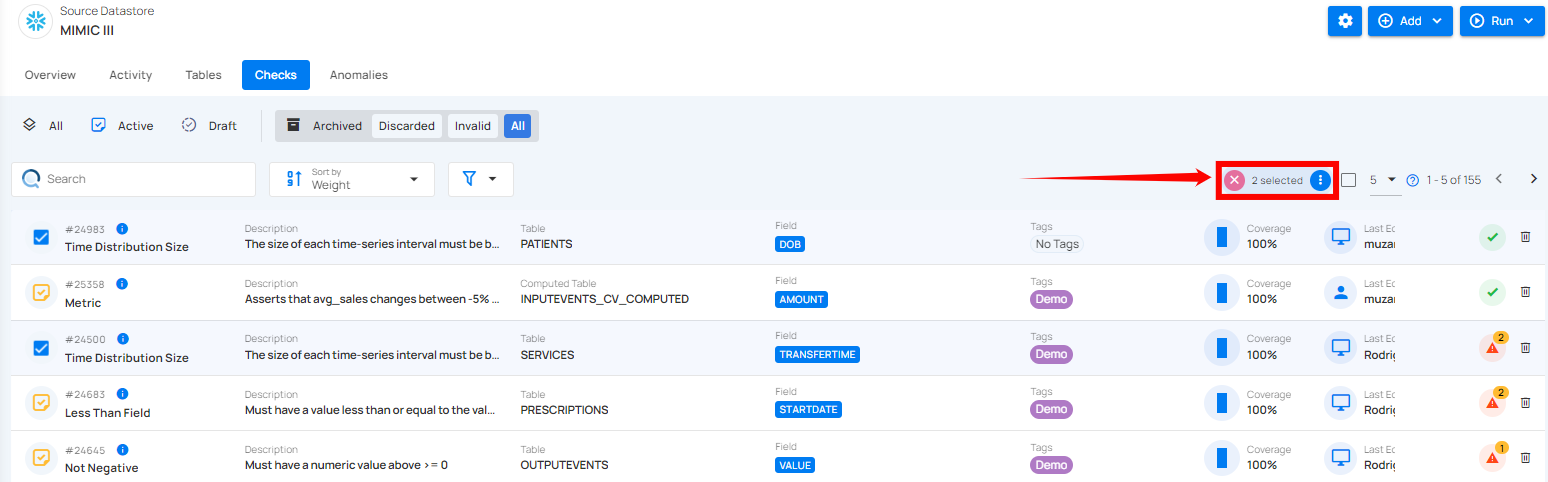 Source Datastore
MIMIC III
Add
Run
Overview Activity Tables Checks Anomalies
All Active Draft Archived Discarded Invalid All
Search
Sort by
Weight
2 selected
5
1 - 5 of 155
#24983
Time Distribution Size
Description
The size of each time-series interval must be b...
Table
PATIENTS
Field
DOB
Tags
No Tags
Coverage
100%
Last Ed
muzar
#25358
Metric
Description
Asserts that avg_sales changes between -5% ...
Computed Table
INPUTEVENTS_CV_COMPUTED
Field
AMOUNT
Tags
Demo
Coverage
100%
Last Ed
muzar
#24500
Time Distribution Size
Description
The size of each time-series interval must be b...
Table
SERVICES
Field
TRANSFERTIME
Tags
Demo
Coverage
100%
Last Ed
Rodrig
2
#24683
Less Than Field
Description
Must have a value less than or equal to the val...
Table
PRESCRIPTIONS
Field
STARTDATE
Tags
Demo
Coverage
100%
Last Ed
Rodrig
2
#24645
Not Negative
Description
Must have a numeric value above >= 0
Table
OUTPUTEVENTS
Field
VALUE
Tags
Demo
Coverage
100%
Last Ed
Rodrig
1